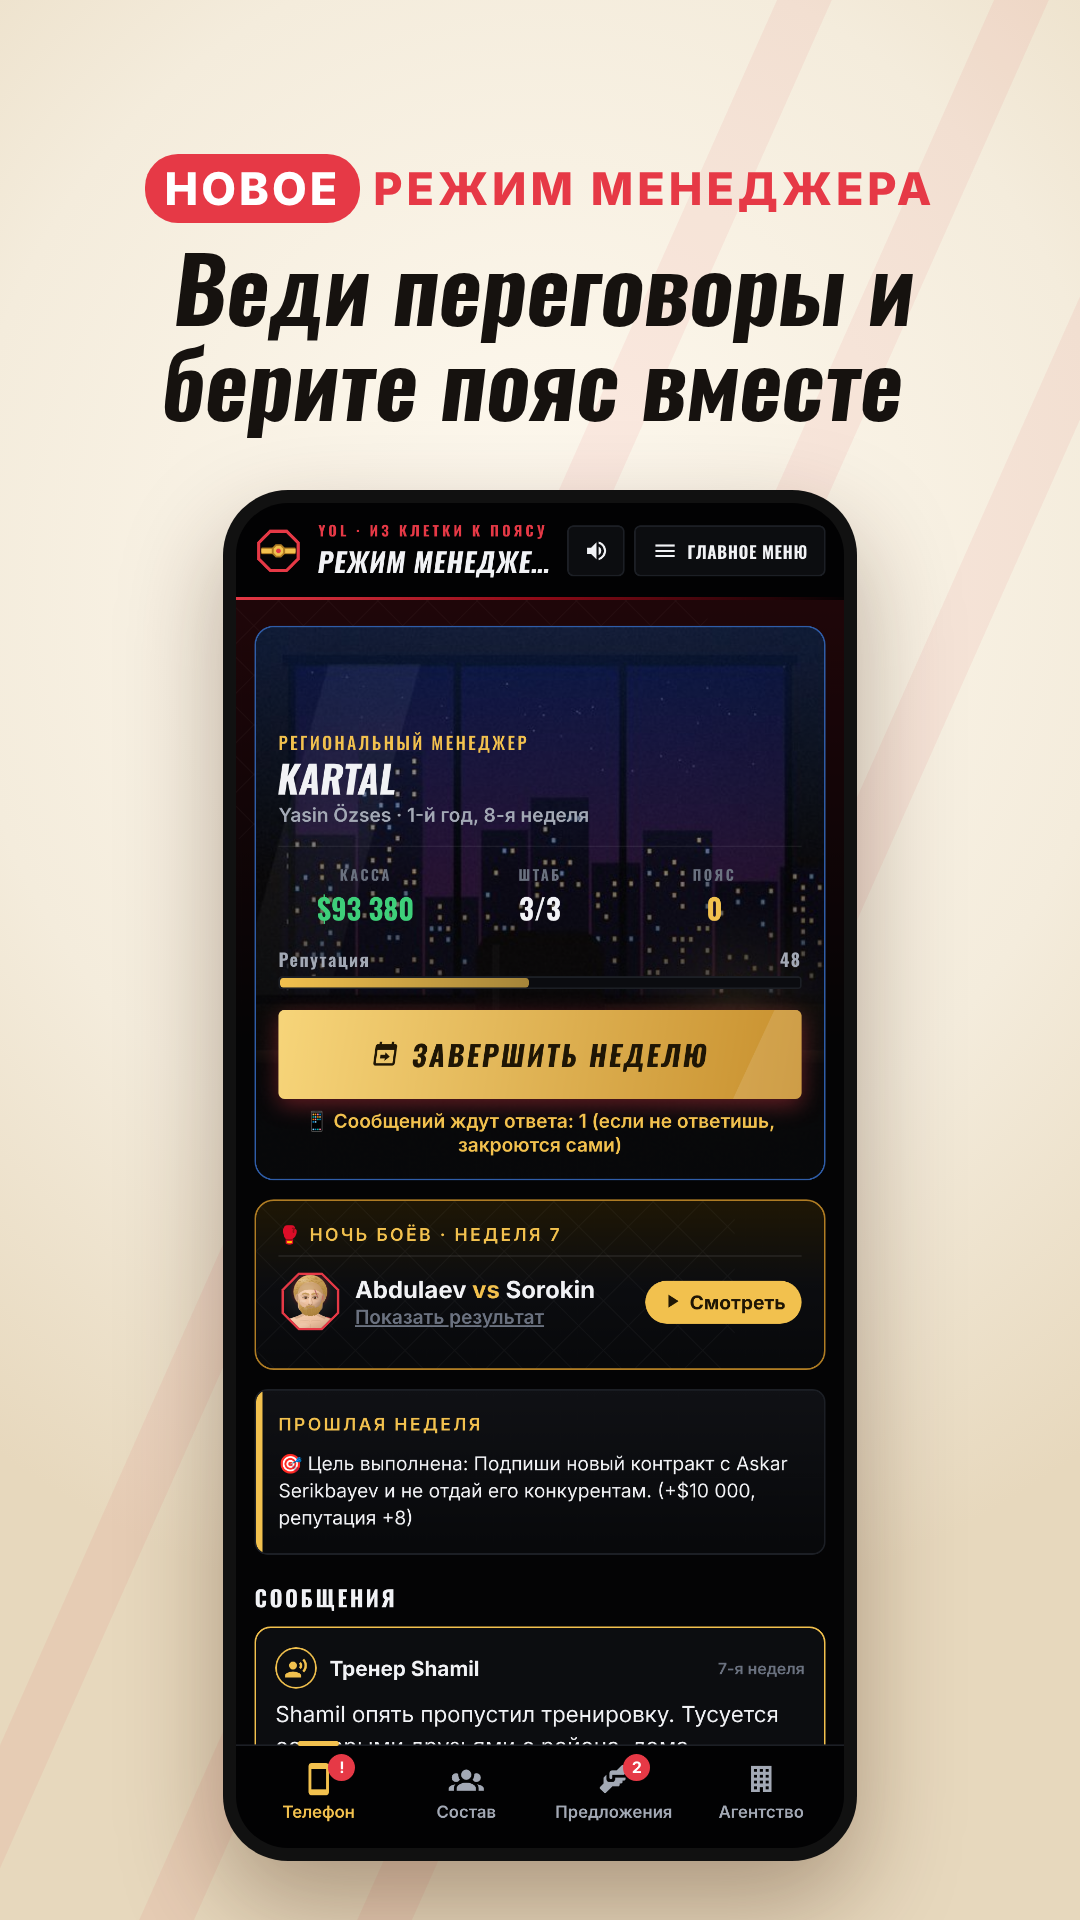 НОВОЕ РЕЖИМ МЕНЕДЖЕРА
Веди переговоры и
берите пояс вместе
YOL · ИЗ КЛЕТКИ К ПОЯСУ
РЕЖИМ МЕНЕДЖЕ...
ГЛАВНОЕ МЕНЮ
РЕГИОНАЛЬНЫЙ МЕНЕДЖЕР
KARTAL
Yasin Özses · 1-й год, 8-я неделя
КАССА ШТАБ ПОЯС
$93 380 3/3 0
Репутация 48
ЗАВЕРШИТЬ НЕДЕЛЮ
Сообщений ждут ответа: 1 (если не ответишь,
закроются сами)
НОЧЬ БОЁВ · НЕДЕЛЯ 7
Abdulaev vs Sorokin
Показать результат
Смотреть
ПРОШЛАЯ НЕДЕЛЯ
Цель выполнена: Подпиши новый контракт с Askar
Serikbayev и не отдай его конкурентам. (+$10 000,
репутация +8)
СООБЩЕНИЯ
Тренер Shamil 7-я неделя
Shamil опять пропустил тренировку. Тусуется
! 2
Телефон Состав Предложения Агентство